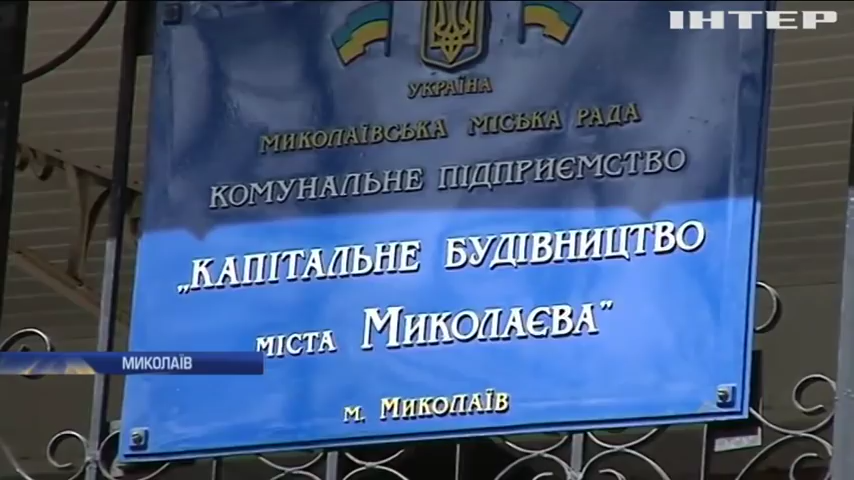 ІНТЕР
УКРАЇНА
МИКОЛАЇВСЬКА МІСЬКА РАДА
КОМУНАЛЬНЕ ПІДПРИЄМСТВО
„КАПІТАЛЬНЕ БУДІВНИЦТВО
МІСТА МИКОЛАЄВА”
м. МИКОЛАЇВ
МИКОЛАЇВ